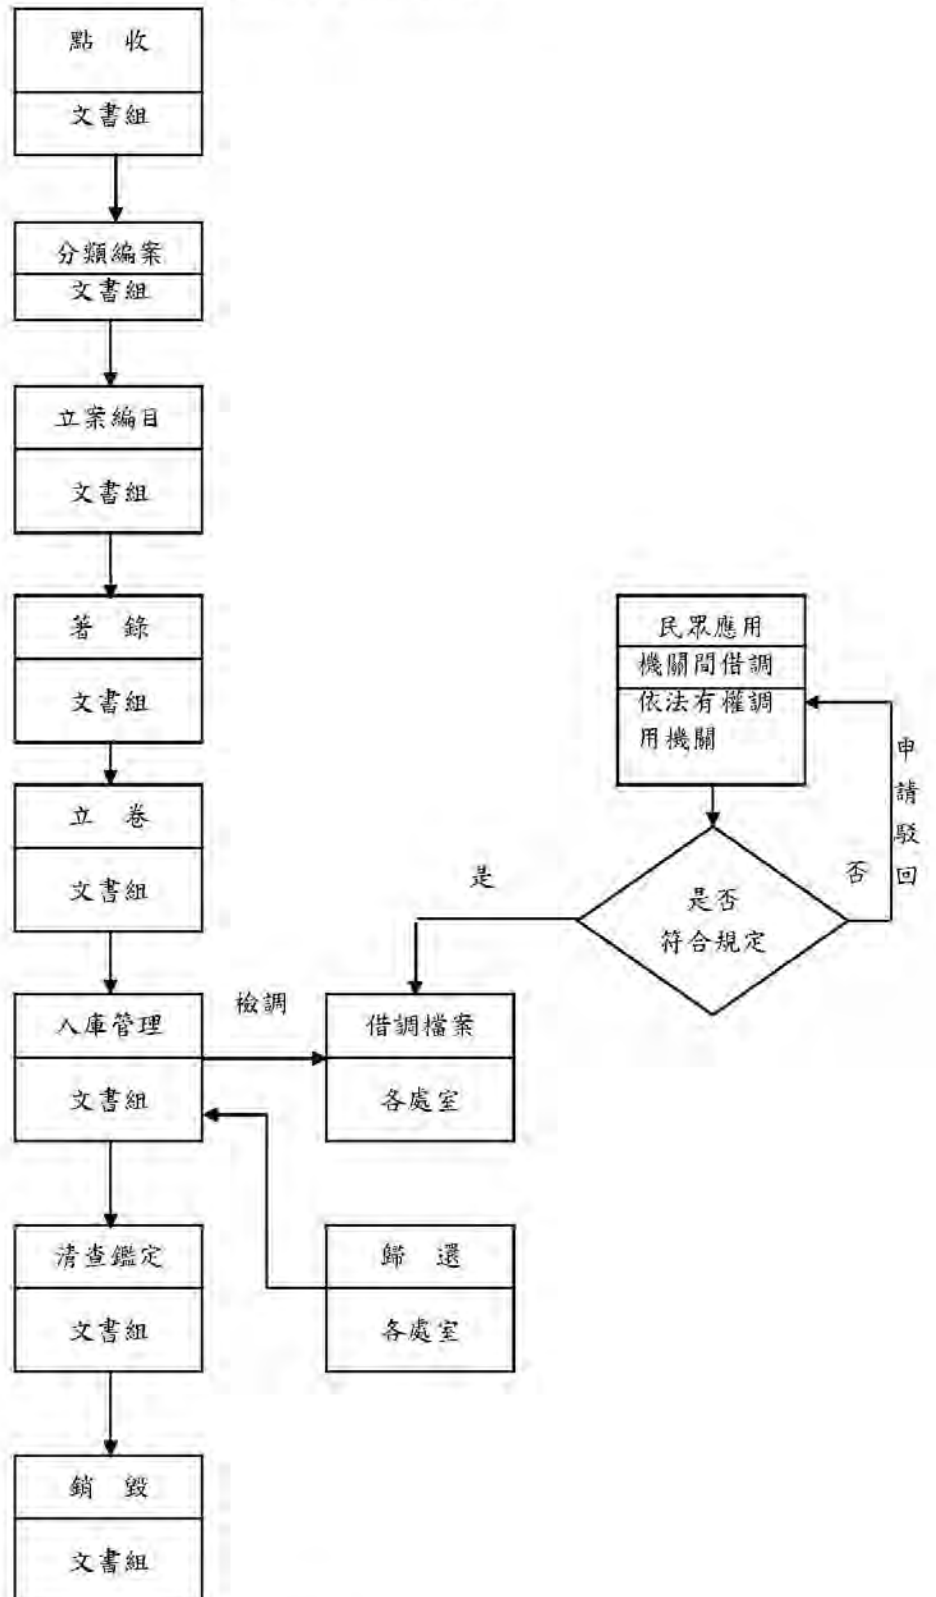 點 收
文書組
分類編案
文書組
立案編目
文書組
著 錄
文書組
立 卷
文書組
入庫管理
文書組
檢調
借調檔案
各處室
清查鑑定
文書組
歸 還
各處室
銷 毀
文書組
民眾應用
機關間借調
依法有權調
用機關
是否
符合規定
是
否
申請駁回